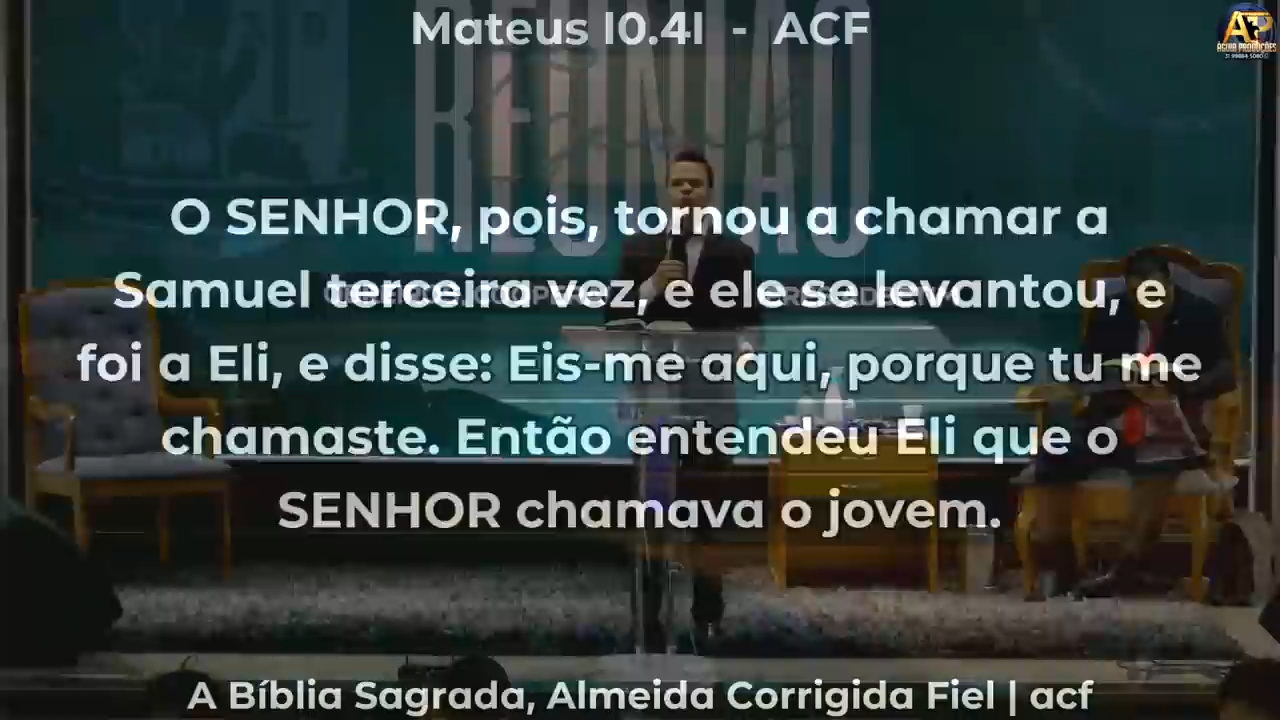 Mateus 10.41 - ACF
REUNIÃO
O SENHOR, pois, tornou a chamar a
Samuel terceira vez, e ele se levantou, e
foi a Eli, e disse: Eis-me aqui, porque tu me
chamaste. Então entendeu Eli que o
SENHOR chamava o jovem.
A Bíblia Sagrada, Almeida Corrigida Fiel | acf